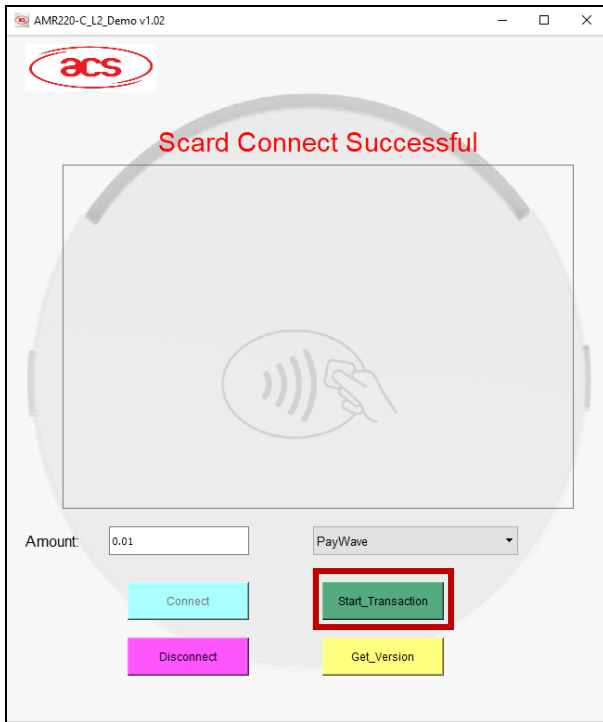 AMR220-C_L2_Demo v1.02
acs
Scard Connect Successful
Amount: 0.01 PayWave
Connect Start_Transaction
Disconnect Get_Version